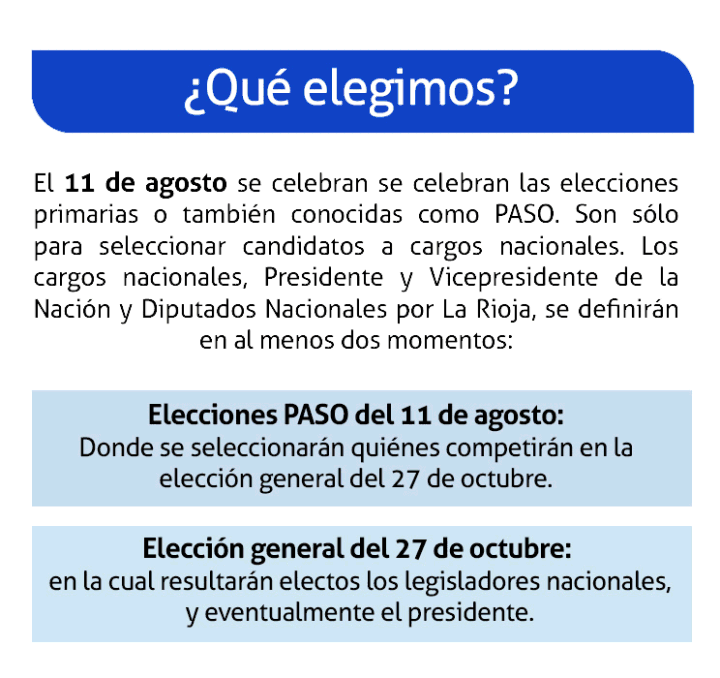 ¿Qué elegimos?
El 11 de agosto se celebran se celebran las elecciones
primarias o también conocidas como PASO. Son sólo
para seleccionar candidatos a cargos nacionales. Los
cargos nacionales, Presidente y Vicepresidente de la
Nación y Diputados Nacionales por La Rioja, se definirán
en al menos dos momentos:
Elecciones PASO del 11 de agosto:
Donde se seleccionarán quiénes competirán en la
elección general del 27 de octubre.
Elección general del 27 de octubre:
en la cual resultarán electos los legisladores nacionales,
y eventualmente el presidente.